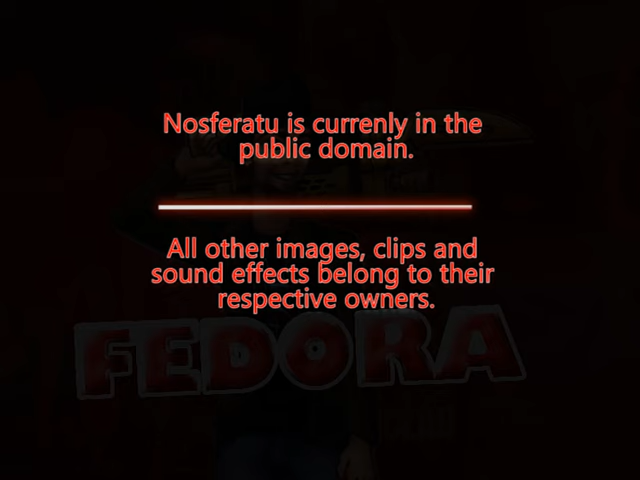 Nosferatu is currenly in the
public domain.
All other images, clips and
sound effects belong to their
respective owners.
FEDORA